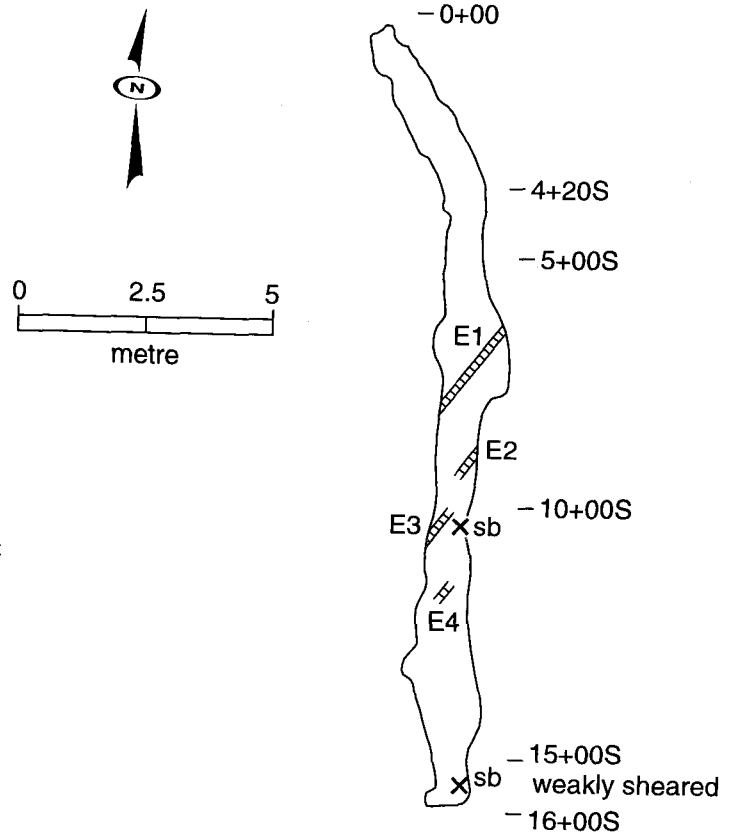 – 0+00
N
– 4+20S
– 5+00S
0 2.5 5
metre
E1
E2
– 10+00S
E3
× sb
E4
– 15+00S
× sb
weakly sheared
– 16+00S